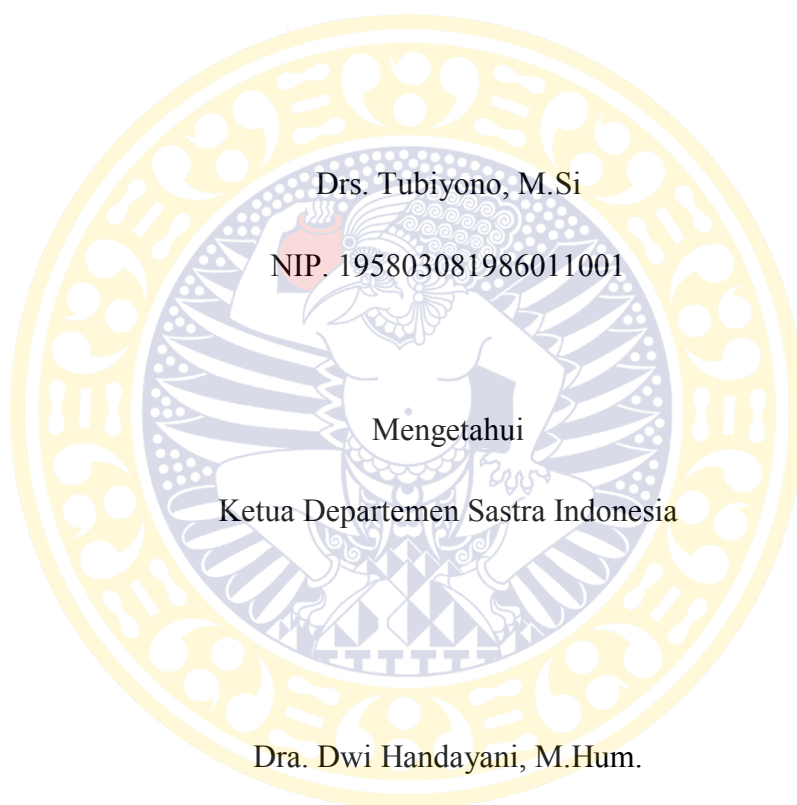 Drs. Tubiyono, M.Si
NIP. 195803081986011001
Mengetahui
Ketua Departemen Sastra Indonesia
Dra. Dwi Handayani, M.Hum.